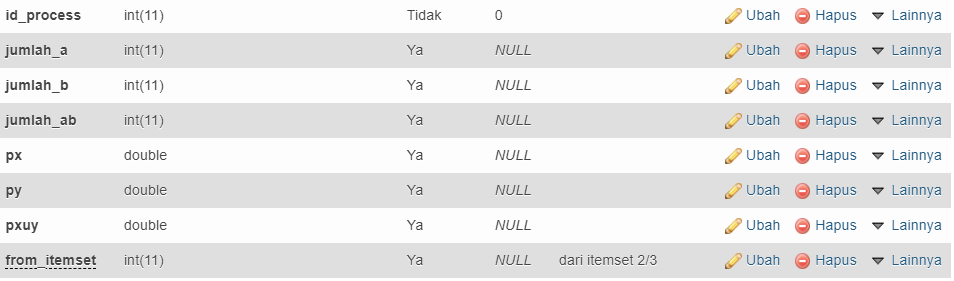 id_process int(11) Tidak 0 Ubah Hapus Lainnya
jumlah_a int(11) Ya NULL Ubah Hapus Lainnya
jumlah_b int(11) Ya NULL Ubah Hapus Lainnya
jumlah_ab int(11) Ya NULL Ubah Hapus Lainnya
px double Ya NULL Ubah Hapus Lainnya
py double Ya NULL Ubah Hapus Lainnya
pxuy double Ya NULL Ubah Hapus Lainnya
from_itemset int(11) Ya NULL dari itemset 2/3 Ubah Hapus Lainnya